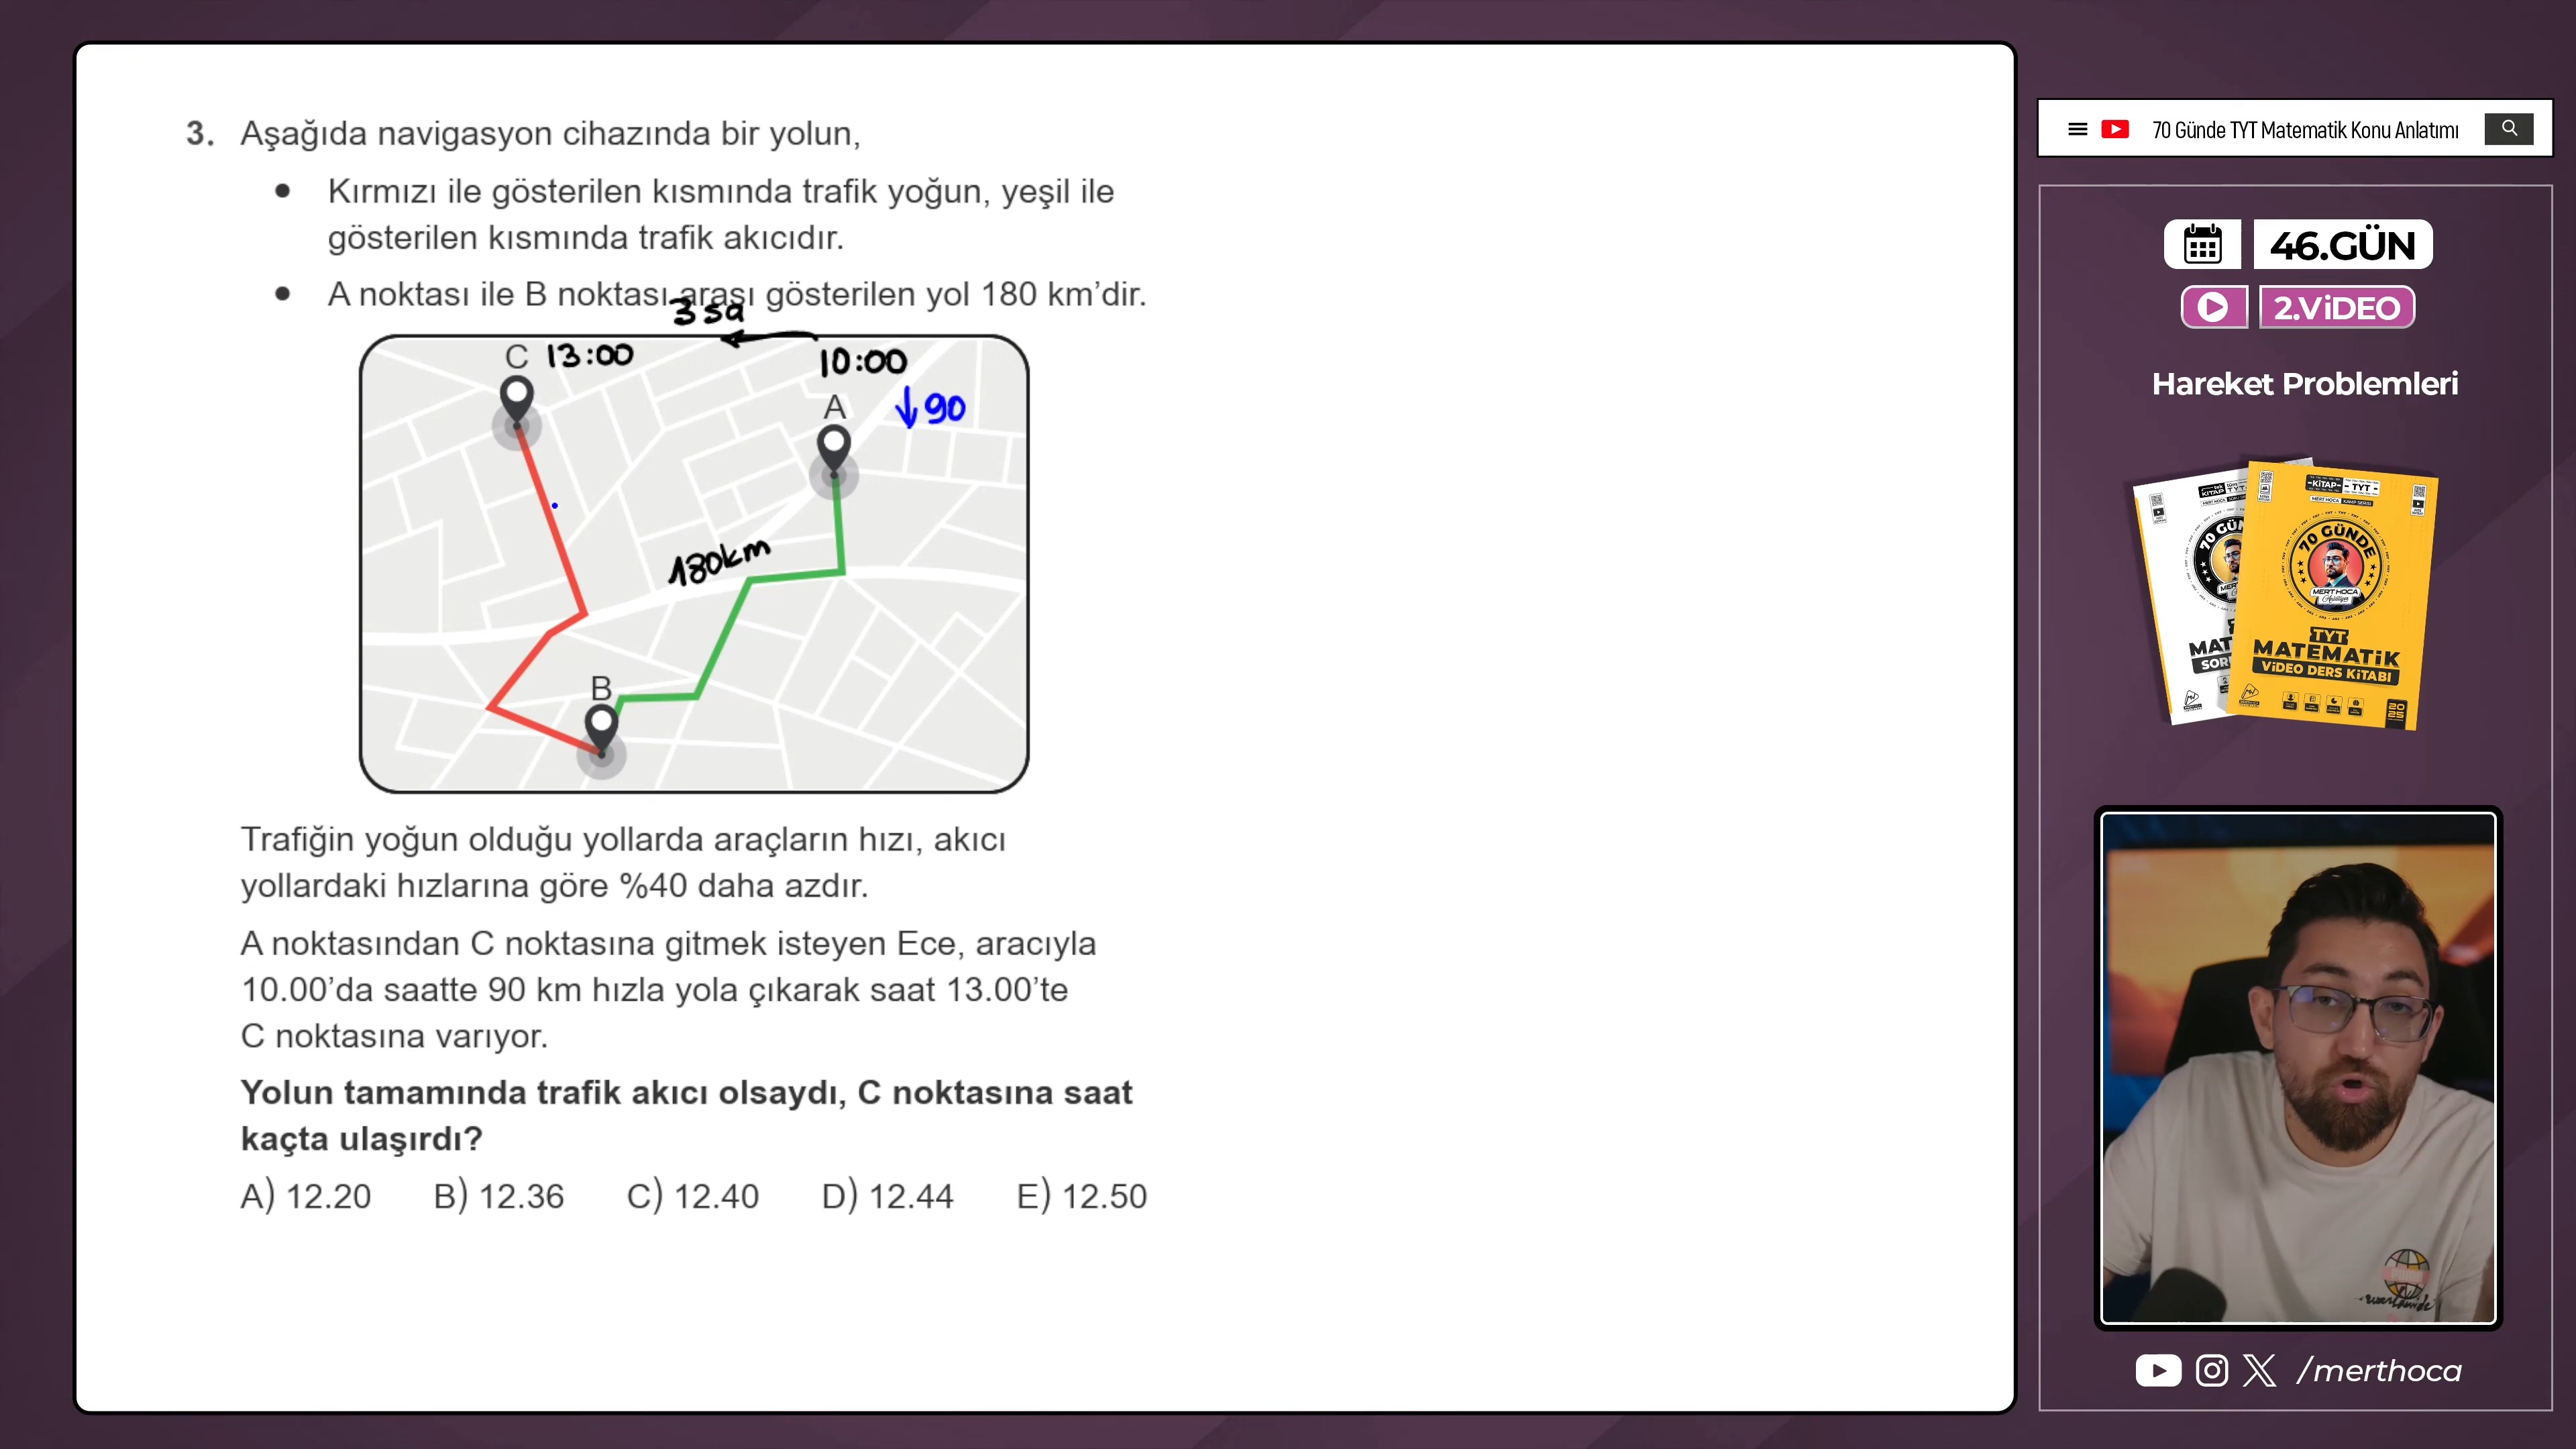 3. Aşağıda navigasyon cihazında bir yolun,
• Kırmızı ile gösterilen kısmında trafik yoğun, yeşil ile
gösterilen kısmında trafik akıcıdır.
• A noktası ile B noktası arası gösterilen yol 180 km’dir.
3 sa
C 13:00
10:00
A
↓90
180km
B
Trafiğin yoğun olduğu yollarda araçların hızı, akıcı
yollardaki hızlarına göre %40 daha azdır.
A noktasından C noktasına gitmek isteyen Ece, aracıyla
10.00’da saatte 90 km hızla yola çıkarak saat 13.00’te
C noktasına varıyor.
Yolun tamamında trafik akıcı olsaydı, C noktasına saat
kaçta ulaşırdı?
A) 12.20 B) 12.36 C) 12.40 D) 12.44 E) 12.50
70 Günde TYT Matematik Konu Anlatımı
46.GÜN
2.ViDEO
Hareket Problemleri
KiTAP TYT
70 GÜNDE
MERT HOCA
TYT
MATEMATiK
ViDEO DERS KiTABI
2025
/merthoca